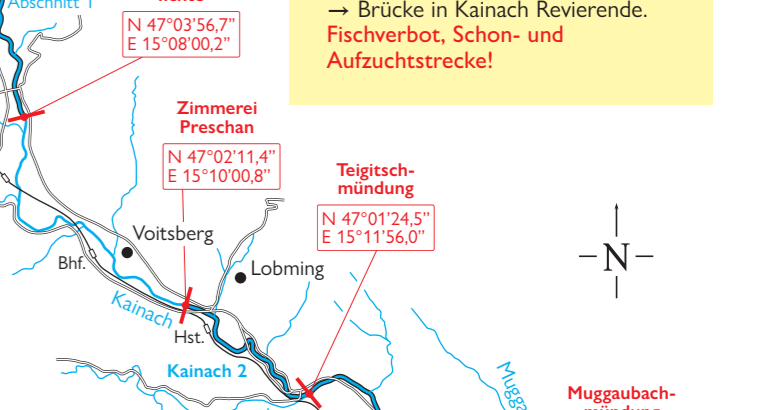 Abschnitt 1
N 47°03'56,7”
E 15°08'00,2”
→ Brücke in Kainach Revierende.
Fischverbot, Schon- und
Aufzuchtstrecke!
Zimmerei
Preschan
N 47°02'11,4”
E 15°10'00,8”
Teigitsch-
mündung
N 47°01'24,5”
E 15°11'56,0”
Voitsberg
Bhf.
Lobming
N
Kainach
Hst.
Kainach 2
Muggaubach-
mündung